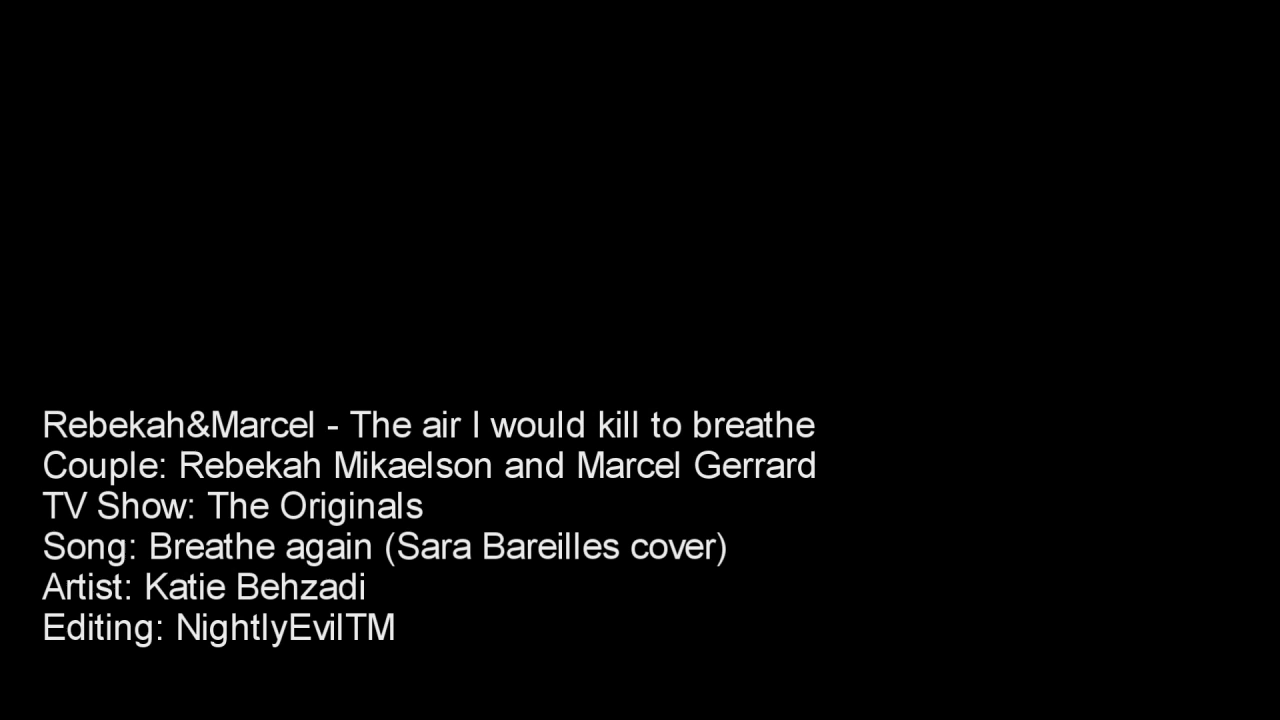 Rebekah&Marcel - The air I would kill to breathe
Couple: Rebekah Mikaelson and Marcel Gerrard
TV Show: The Originals
Song: Breathe again (Sara Bareilles cover)
Artist: Katie Behzadi
Editing: NightlyEvilTM